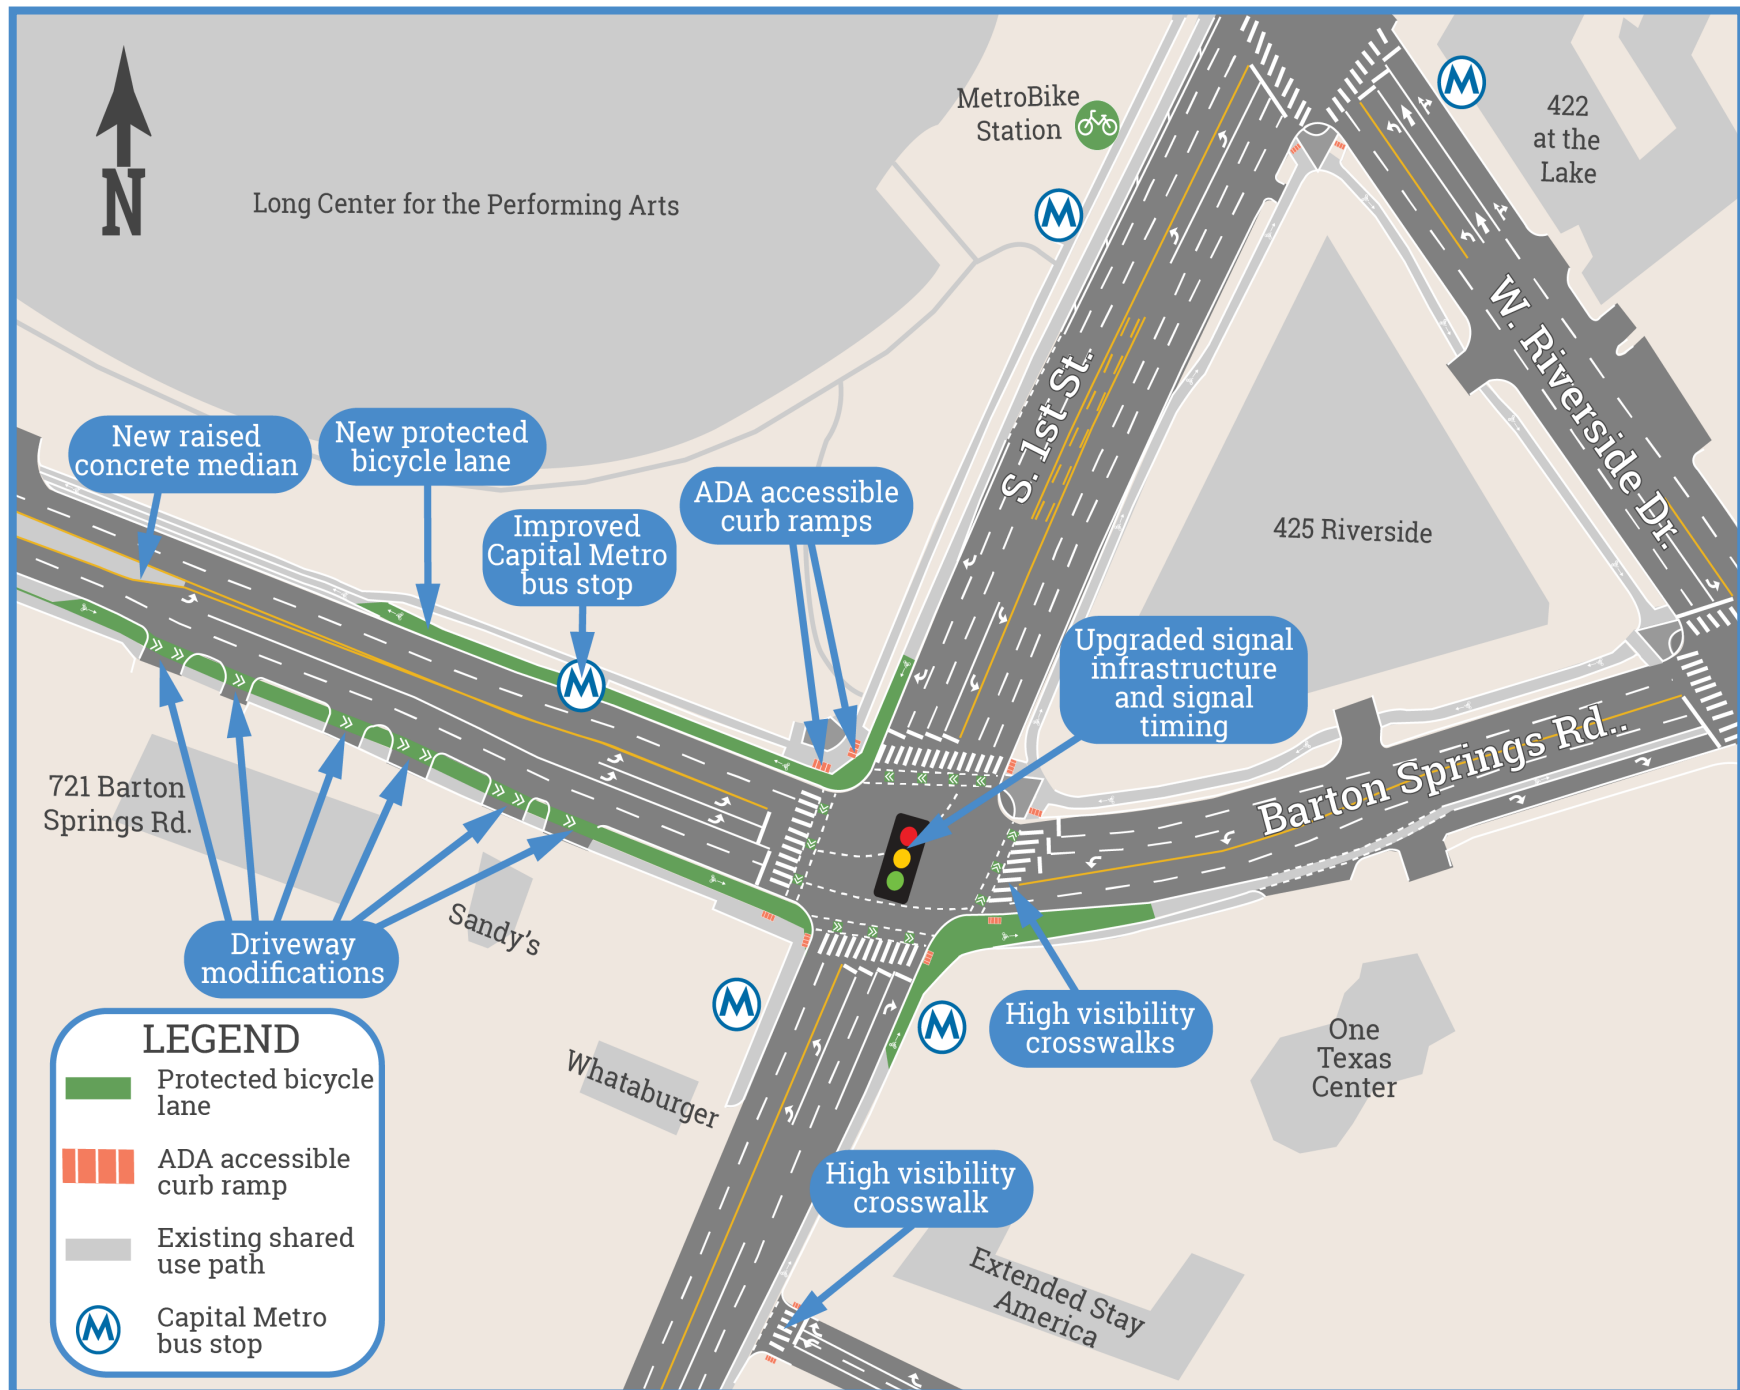 N
Long Center for the Performing Arts
MetroBike
Station
M
M
422
at the
Lake
W. Riverside Dr.
S. 1st St.
425 Riverside
New raised
concrete median
New protected
bicycle lane
Improved
Capital Metro
bus stop
M
ADA accessible
curb ramps
Upgraded signal
infrastructure
and signal
timing
Barton Springs Rd..
721 Barton
Springs Rd.
Sandy's
Driveway
modifications
M
M
High visibility
crosswalks
One
Texas
Center
Whataburger
High visibility
crosswalk
Extended Stay
America
LEGEND
Protected bicycle
lane
ADA accessible
curb ramp
Existing shared
use path
M
Capital Metro
bus stop